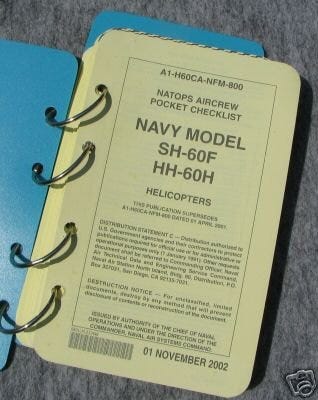 A1-H60CA-NFM-800
NATOPS AIRCREW
POCKET CHECKLIST
NAVY MODEL
SH-60F
HH-60H
HELICOPTERS
THIS PUBLICATION SUPERSEDES
A1-H60CA-NFM-800 DATED 01 APRIL 2001.
DISTRIBUTION STATEMENT C – Distribution authorized to
U.S. Government agencies and their contractors to protect
publications required for official use or for administrative or
operational purposes only (1 January 1991). Other requests
document shall be referred to Commanding Officer, Naval
Air Technical Data and Engineering Service Command,
Naval Air Station North Island, Bldg. 90, Distribution, P.O.
Box 357031, San Diego, CA 92135-7031.
DESTRUCTION NOTICE – For unclassified, limited
documents, destroy by any method that will prevent
disclosure of contents or reconstruction of the document.
ISSUED BY AUTHORITY OF THE CHIEF OF NAVAL
OPERATIONS AND UNDER THE DIRECTION OF THE
COMMANDER, NAVAL AIR SYSTEMS COMMAND.
01 NOVEMBER 2002